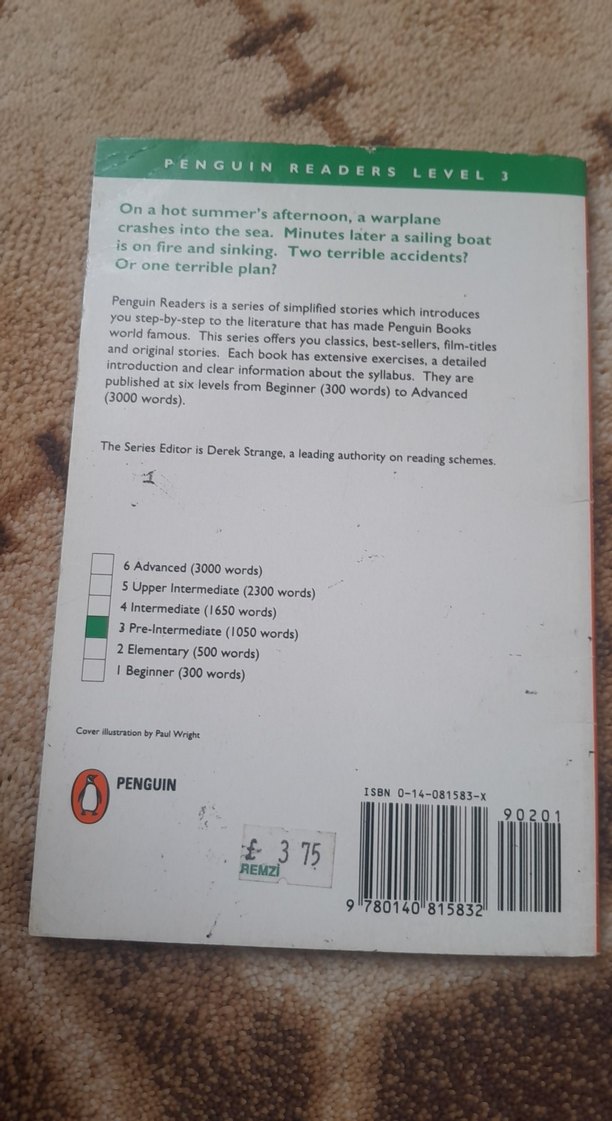 PENGUIN READERS LEVEL 3
On a hot summer's afternoon, a warplane
crashes into the sea. Minutes later a sailing boat
is on fire and sinking. Two terrible accidents?
Or one terrible plan?
Penguin Readers is a series of simplified stories which introduces
you step-by-step to the literature that has made Penguin Books
world famous. This series offers you classics, best-sellers, film-titles
and original stories. Each book has extensive exercises, a detailed
introduction and clear information about the syllabus. They are
published at six levels from Beginner (300 words) to Advanced
(3000 words).
The Series Editor is Derek Strange, a leading authority on reading schemes.
6 Advanced (3000 words)
5 Upper Intermediate (2300 words)
4 Intermediate (1650 words)
3 Pre-Intermediate (1050 words)
2 Elementary (500 words)
1 Beginner (300 words)
Cover illustration by Paul Wright
PENGUIN
£ 3 75
REMZİ
ISBN 0-14-081583-X
90201
9 780140 815832